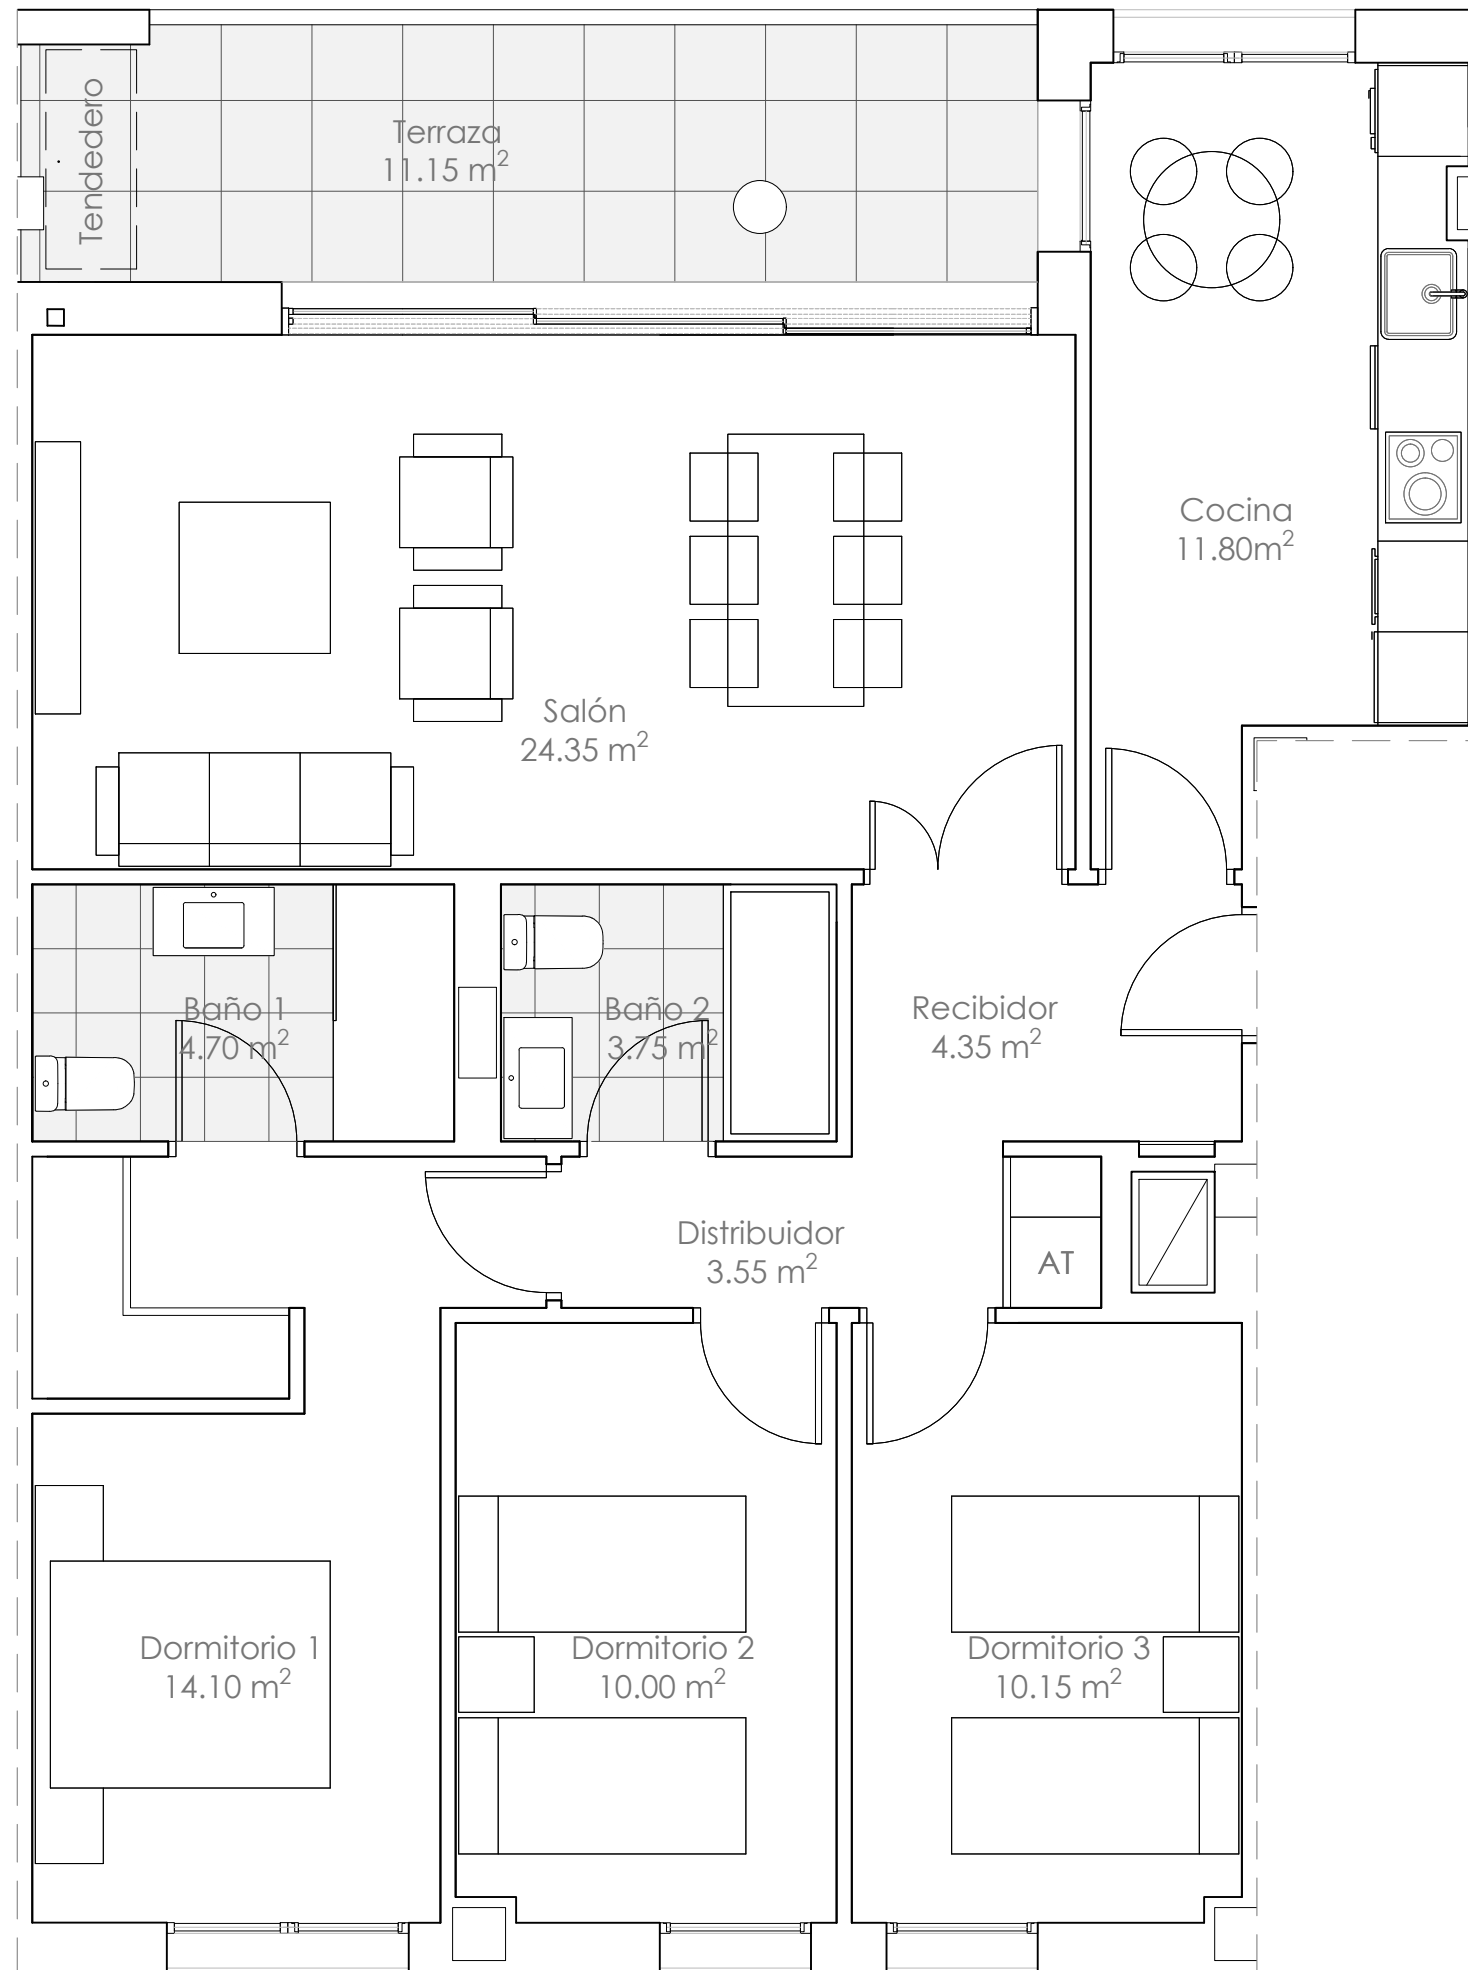 Tendedero
Terraza
11.15 m²
Cocina
11.80m²
Salón
24.35 m²
Baño 1
4.70 m²
Baño 2
3.75 m²
Recibidor
4.35 m²
Distribuidor
3.55 m²
AT
Dormitorio 1
14.10 m²
Dormitorio 2
10.00 m²
Dormitorio 3
10.15 m²